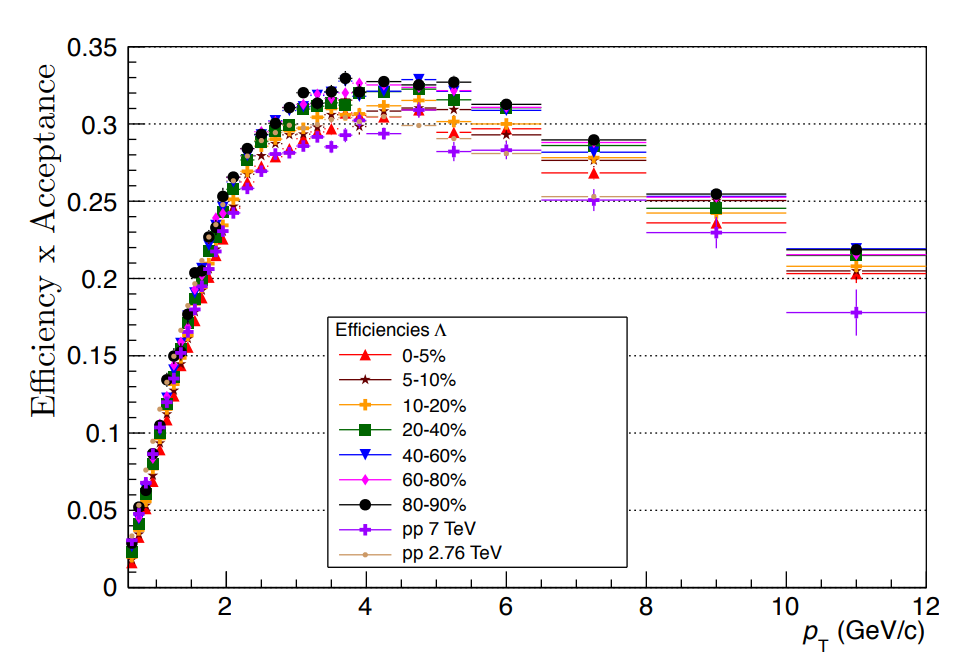 Efficiency x Acceptance
0.35
0.3
0.25
0.2
0.15
0.1
0.05
0
Efficiencies Λ
0-5%
5-10%
10-20%
20-40%
40-60%
60-80%
80-90%
pp 7 TeV
pp 2.76 TeV
2 4 6 8 10 12
pT (GeV/c)